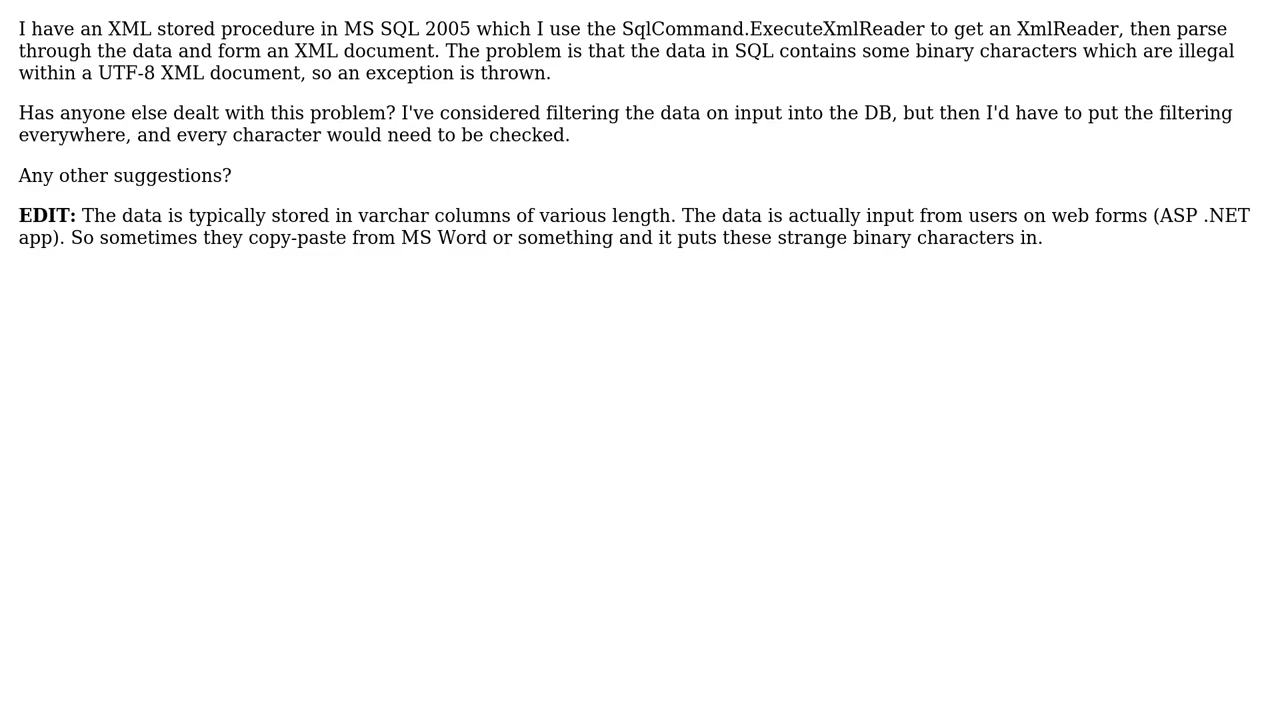 I have an XML stored procedure in MS SQL 2005 which I use the SqlCommand.ExecuteXmlReader to get an XmlReader, then parse
through the data and form an XML document. The problem is that the data in SQL contains some binary characters which are illegal
within a UTF-8 XML document, so an exception is thrown.
Has anyone else dealt with this problem? I've considered filtering the data on input into the DB, but then I'd have to put the filtering
everywhere, and every character would need to be checked.
Any other suggestions?
EDIT: The data is typically stored in varchar columns of various length. The data is actually input from users on web forms (ASP .NET
app). So sometimes they copy-paste from MS Word or something and it puts these strange binary characters in.